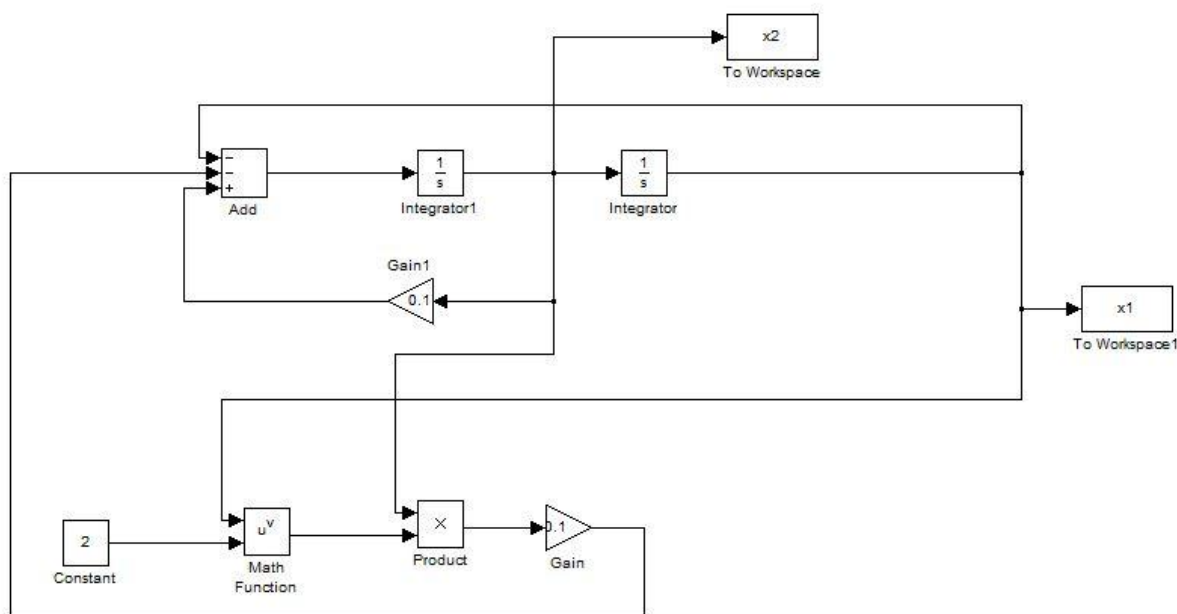 x2
To Workspace
−
−
+
Add
1
s
Integrator1
1
s
Integrator
Gain1
0.1
x1
To Workspace1
2
Constant
u^v
Math
Function
×
Product
0.1
Gain